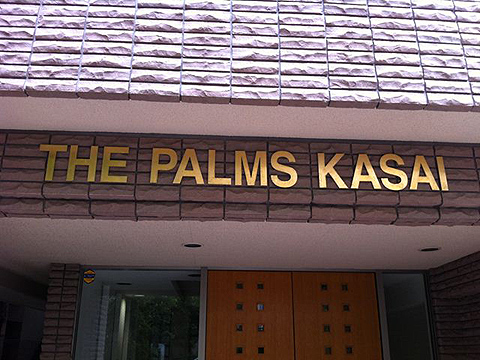 THE PALMS KASAI